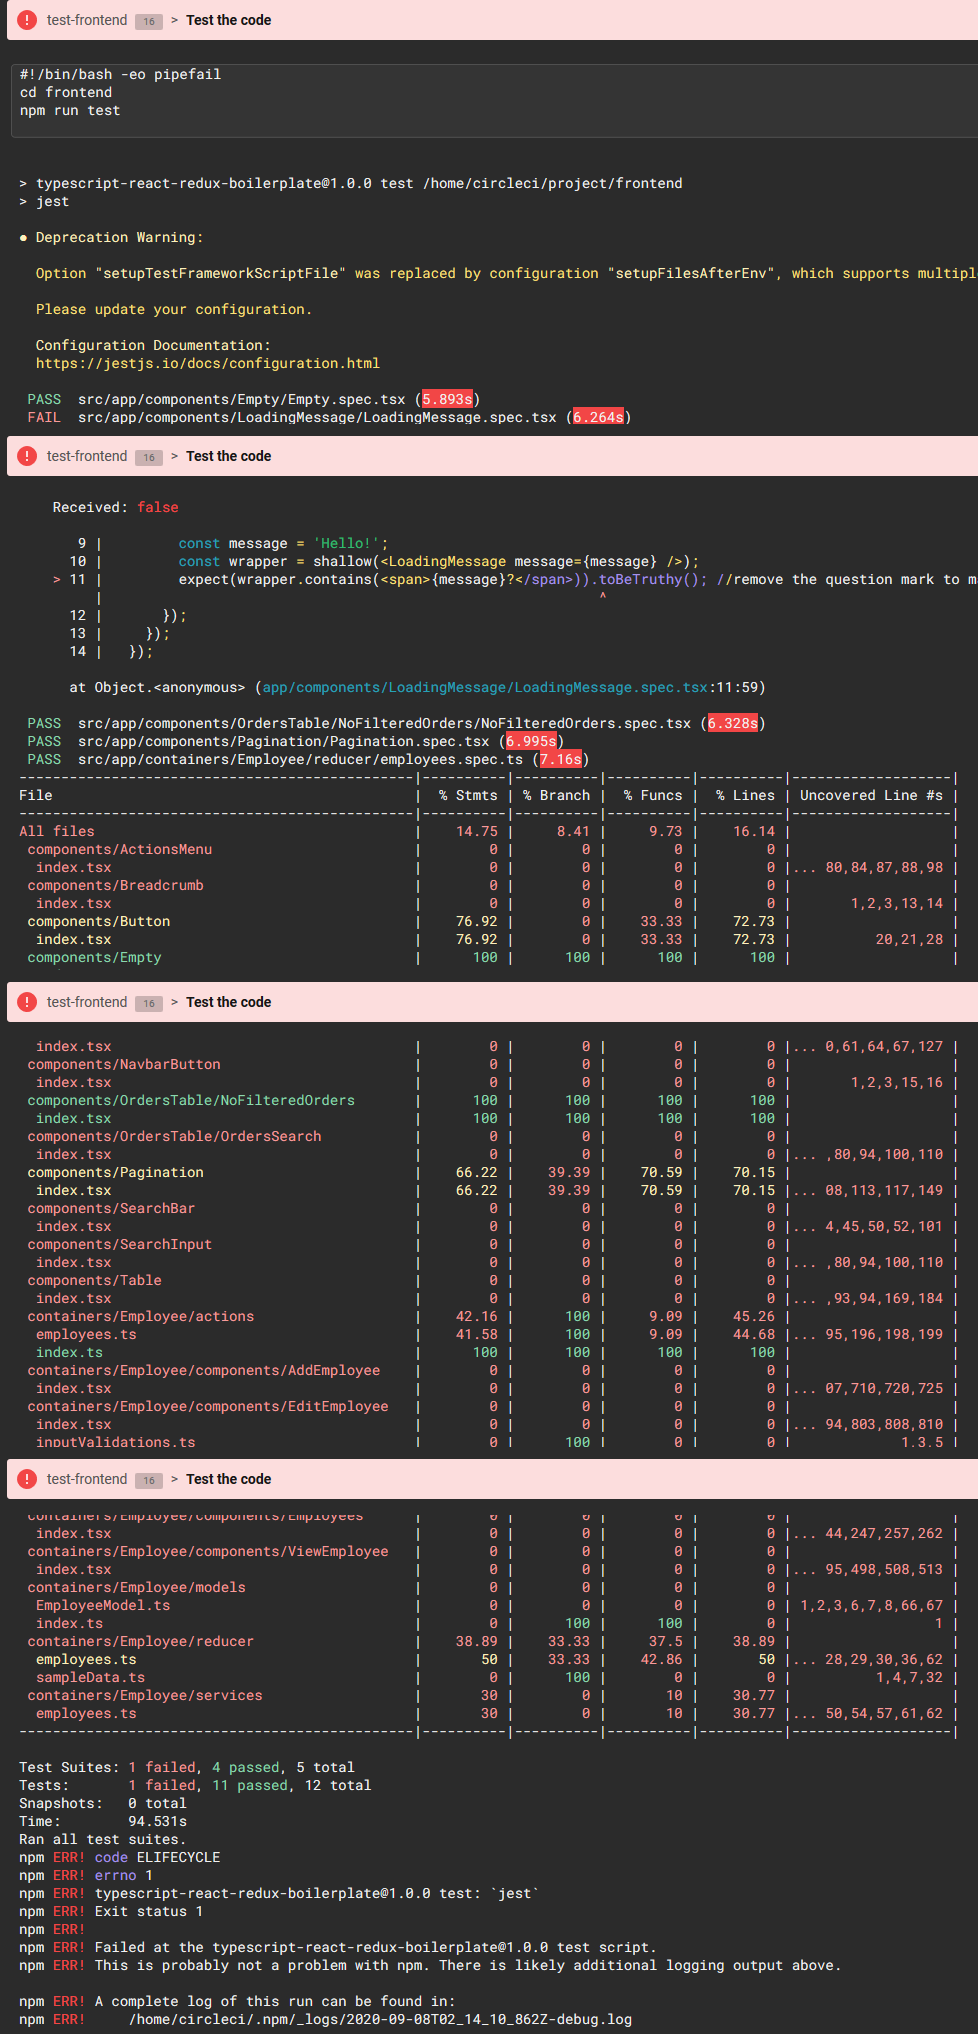 test-frontend 16 > Test the code
#!/bin/bash -eo pipefail
cd frontend
npm run test
> typescript-react-redux-boilerplate@1.0.0 test /home/circleci/project/frontend
> jest
● Deprecation Warning:
Option "setupTestFrameworkScriptFile" was replaced by configuration "setupFilesAfterEnv", which supports multipl
Please update your configuration.
Configuration Documentation:
https://jestjs.io/docs/configuration.html
PASS src/app/components/Empty/Empty.spec.tsx (5.893s)
FAIL src/app/components/LoadingMessage/LoadingMessage.spec.tsx (6.264s)
test-frontend 16 > Test the code
Received: false
9 | const message = 'Hello!';
10 | const wrapper = shallow(<LoadingMessage message={message} />);
> 11 | expect(wrapper.contains(<span>{message}?</span>)).toBeTruthy(); //remove the question mark to m
| ^
12 | });
13 | });
14 | });
at Object.<anonymous> (app/components/LoadingMessage/LoadingMessage.spec.tsx:11:59)
PASS src/app/components/OrdersTable/NoFilteredOrders/NoFilteredOrders.spec.tsx (6.328s)
PASS src/app/components/Pagination/Pagination.spec.tsx (6.995s)
PASS src/app/containers/Employee/reducer/employees.spec.ts (7.16s)
File | % Stmts | % Branch | % Funcs | % Lines | Uncovered Line #s |
All files | 14.75 | 8.41 | 9.73 | 16.14 | |
components/ActionsMenu | 0 | 0 | 0 | 0 | |
index.tsx | 0 | 0 | 0 | 0 |... 80,84,87,88,98 |
components/Breadcrumb | 0 | 0 | 0 | 0 | |
index.tsx | 0 | 0 | 0 | 0 | 1,2,3,13,14 |
components/Button | 76.92 | 0 | 33.33 | 72.73 | |
index.tsx | 76.92 | 0 | 33.33 | 72.73 | 20,21,28 |
components/Empty | 100 | 100 | 100 | 100 | |
test-frontend 16 > Test the code
index.tsx | 0 | 0 | 0 | 0 |... 0,61,64,67,127 |
components/NavbarButton | 0 | 0 | 0 | 0 | |
index.tsx | 0 | 0 | 0 | 0 | 1,2,3,15,16 |
components/OrdersTable/NoFilteredOrders | 100 | 100 | 100 | 100 | |
index.tsx | 100 | 100 | 100 | 100 | |
components/OrdersTable/OrdersSearch | 0 | 0 | 0 | 0 | |
index.tsx | 0 | 0 | 0 | 0 |... ,80,94,100,110 |
components/Pagination | 66.22 | 39.39 | 70.59 | 70.15 | |
index.tsx | 66.22 | 39.39 | 70.59 | 70.15 |... 08,113,117,149 |
components/SearchBar | 0 | 0 | 0 | 0 | |
index.tsx | 0 | 0 | 0 | 0 |... 4,45,50,52,101 |
components/SearchInput | 0 | 0 | 0 | 0 | |
index.tsx | 0 | 0 | 0 | 0 |... ,80,94,100,110 |
components/Table | 0 | 0 | 0 | 0 | |
index.tsx | 0 | 0 | 0 | 0 |... ,93,94,169,184 |
containers/Employee/actions | 42.16 | 100 | 9.09 | 45.26 | |
employees.ts | 41.58 | 100 | 9.09 | 44.68 |... 95,196,198,199 |
index.ts | 100 | 100 | 100 | 100 | |
containers/Employee/components/AddEmployee | 0 | 0 | 0 | 0 | |
index.tsx | 0 | 0 | 0 | 0 |... 07,710,720,725 |
containers/Employee/components/EditEmployee | 0 | 0 | 0 | 0 | |
index.tsx | 0 | 0 | 0 | 0 |... 94,803,808,810 |
inputValidations.ts | 0 | 100 | 0 | 0 | 1,3,5 |
test-frontend 16 > Test the code
containers/Employee/components/Employees | 0 | 0 | 0 | 0 | |
index.tsx | 0 | 0 | 0 | 0 |... 44,247,257,262 |
containers/Employee/components/ViewEmployee | 0 | 0 | 0 | 0 | |
index.tsx | 0 | 0 | 0 | 0 |... 95,498,508,513 |
containers/Employee/models | 0 | 0 | 0 | 0 | |
EmployeeModel.ts | 0 | 0 | 0 | 0 | 1,2,3,6,7,8,66,67 |
index.ts | 0 | 100 | 100 | 0 | 1 |
containers/Employee/reducer | 38.89 | 33.33 | 37.5 | 38.89 | |
employees.ts | 50 | 33.33 | 42.86 | 50 |... 28,29,30,36,62 |
sampleData.ts | 0 | 100 | 0 | 0 | 1,4,7,32 |
containers/Employee/services | 30 | 0 | 10 | 30.77 | |
employees.ts | 30 | 0 | 10 | 30.77 |... 50,54,57,61,62 |
Test Suites: 1 failed, 4 passed, 5 total
Tests: 1 failed, 11 passed, 12 total
Snapshots: 0 total
Time: 94.531s
Ran all test suites.
npm ERR! code ELIFECYCLE
npm ERR! errno 1
npm ERR! typescript-react-redux-boilerplate@1.0.0 test: `jest`
npm ERR! Exit status 1
npm ERR!
npm ERR! Failed at the typescript-react-redux-boilerplate@1.0.0 test script.
npm ERR! This is probably not a problem with npm. There is likely additional logging output above.
npm ERR! A complete log of this run can be found in:
npm ERR! /home/circleci/.npm/_logs/2020-09-08T02_14_10_862Z-debug.log